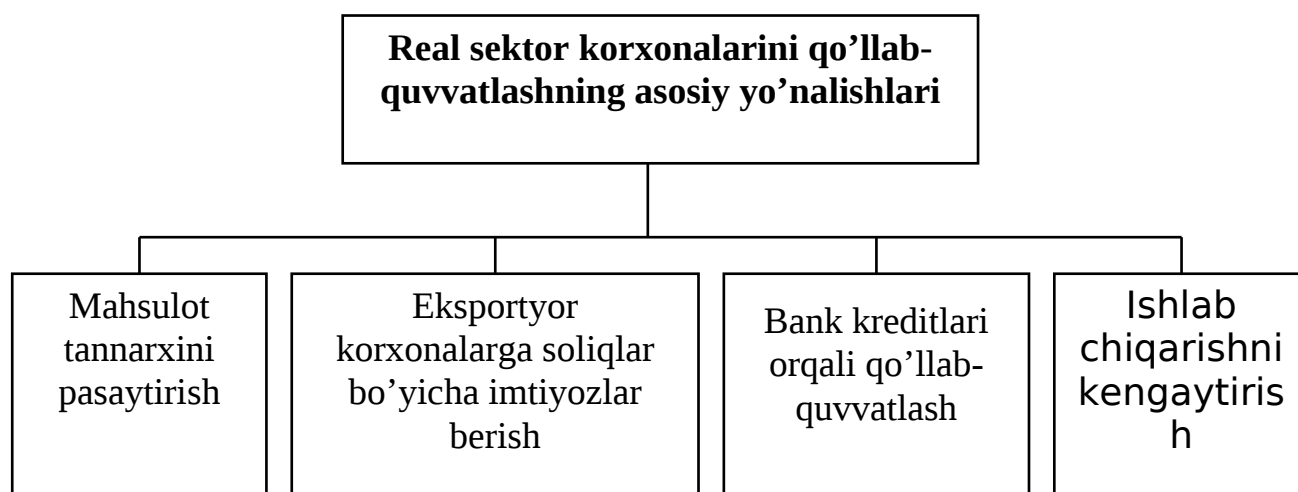 Real sektor korxonalarini qo’llab-
quvvatlashning asosiy yo’nalishlari
Mahsulot
tannarxini
pasaytirish
Eksportyor
korxonalarga soliqlar
bo’yicha imtiyozlar
berish
Bank kreditlari
orqali qo’llab-
quvvatlash
Ishlab
chiqarishni
kengaytiris
h